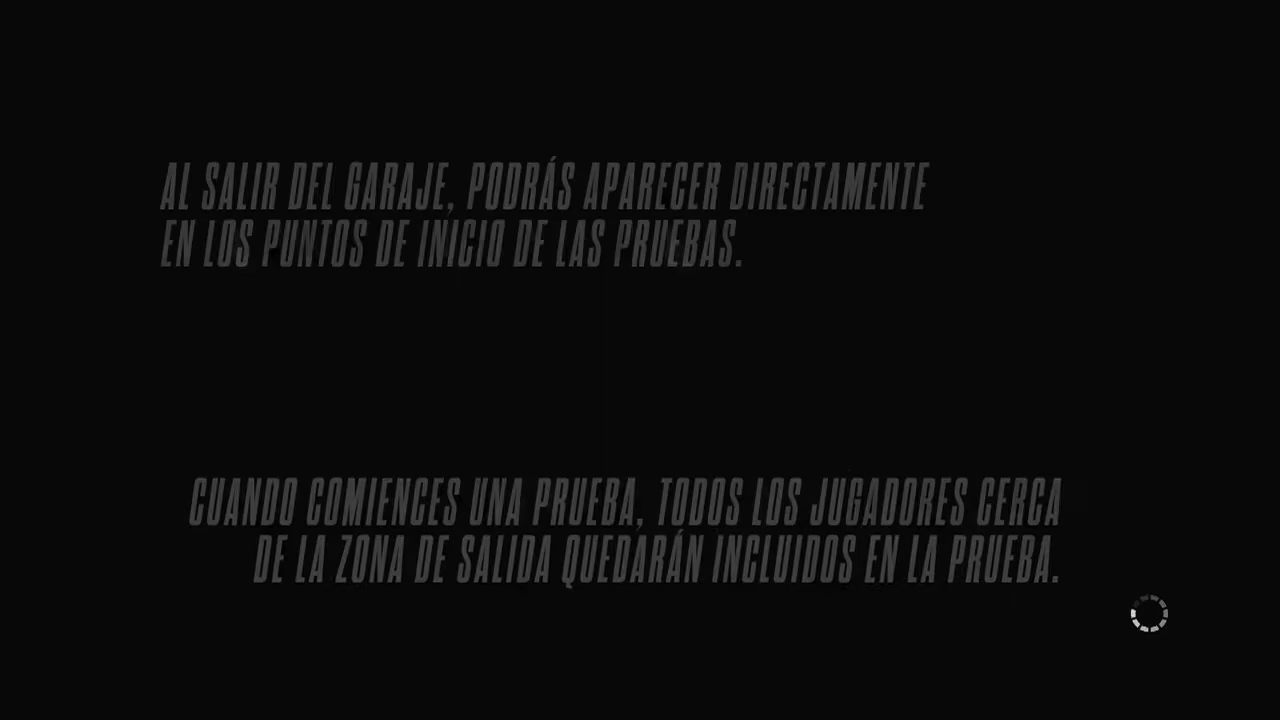 AL SALIR DEL GARAJE, PODRÁS APARECER DIRECTAMENTE
EN LOS PUNTOS DE INICIO DE LAS PRUEBAS.
CUANDO COMIENCES UNA PRUEBA, TODOS LOS JUGADORES CERCA
DE LA ZONA DE SALIDA QUEDARÁN INCLUIDOS EN LA PRUEBA.